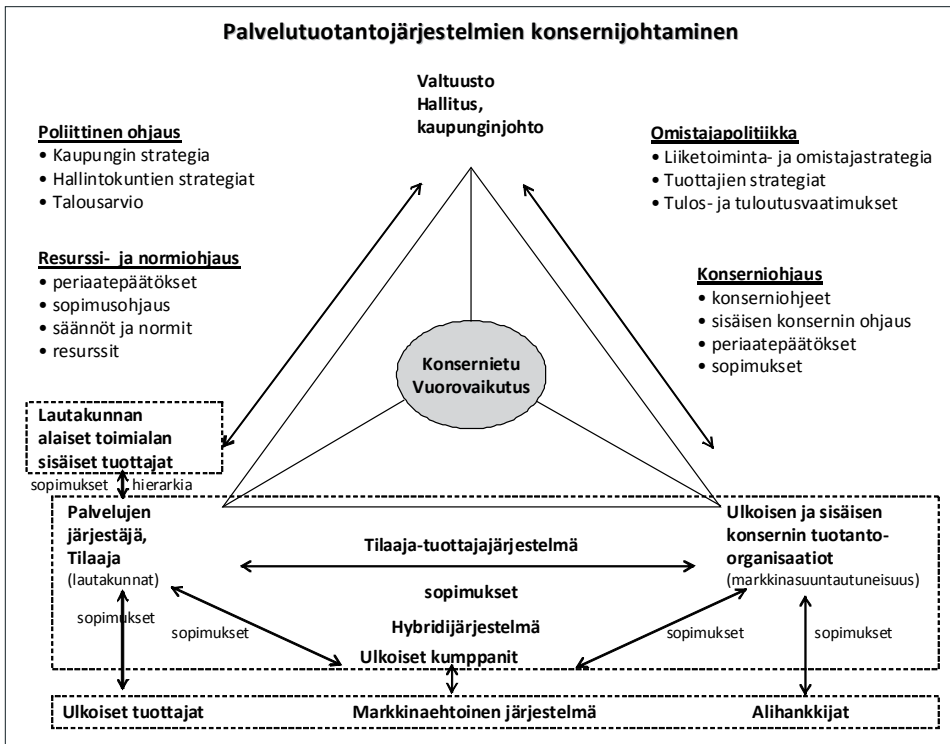 Palvelutuotantojärjestelmien konsernijohtaminen
Valtuusto
Hallitus,
kaupunginjohto
Poliittinen ohjaus
• Kaupungin strategia
• Hallintokuntien strategiat
• Talousarvio
Omistajapolitiikka
• Liiketoiminta- ja omistajastrategia
• Tuottajien strategiat
• Tulos- ja tuloutusvaatimukset
Resurssi- ja normiohjaus
• periaatepäätökset
• sopimusohjaus
• säännöt ja normit
• resurssit
Konserniohjaus
• konserniohjeet
• sisäisen konsernin ohjaus
• periaatepäätökset
• sopimukset
Konsernietu
Vuorovaikutus
Lautakunnan
alaiset toimialan
sisäiset tuottajat
sopimukset hierarkia
Palvelujen
järjestäjä,
Tilaaja
(lautakunnat)
Ulkoisen ja sisäisen
konsernin tuotanto-
organisaatiot
(markkinasuuntautuneisuus)
Tilaaja-tuottajajärjestelmä
sopimukset
sopimukset
sopimukset
Hybridijärjestelmä
sopimukset
sopimukset
Ulkoiset kumppanit
Ulkoiset tuottajat
Markkinaehtoinen järjestelmä
Alihankkijat